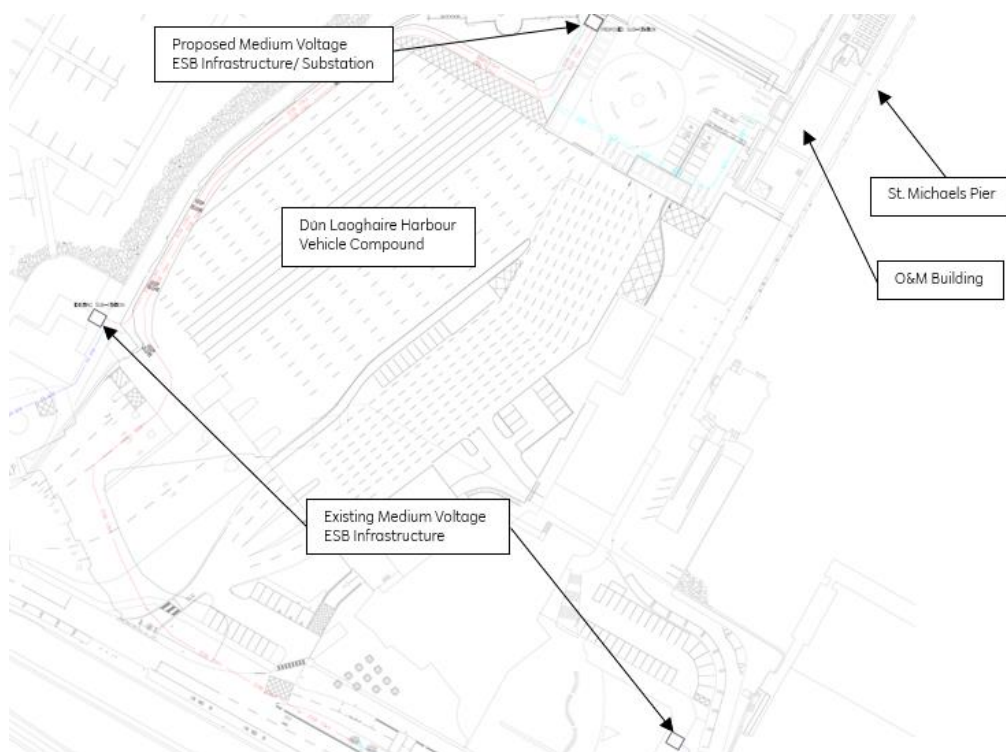 Proposed Medium Voltage
ESB Infrastructure/ Substation
St. Michaels Pier
Dún Laoghaire Harbour
Vehicle Compound
O&M Building
Existing Medium Voltage
ESB Infrastructure